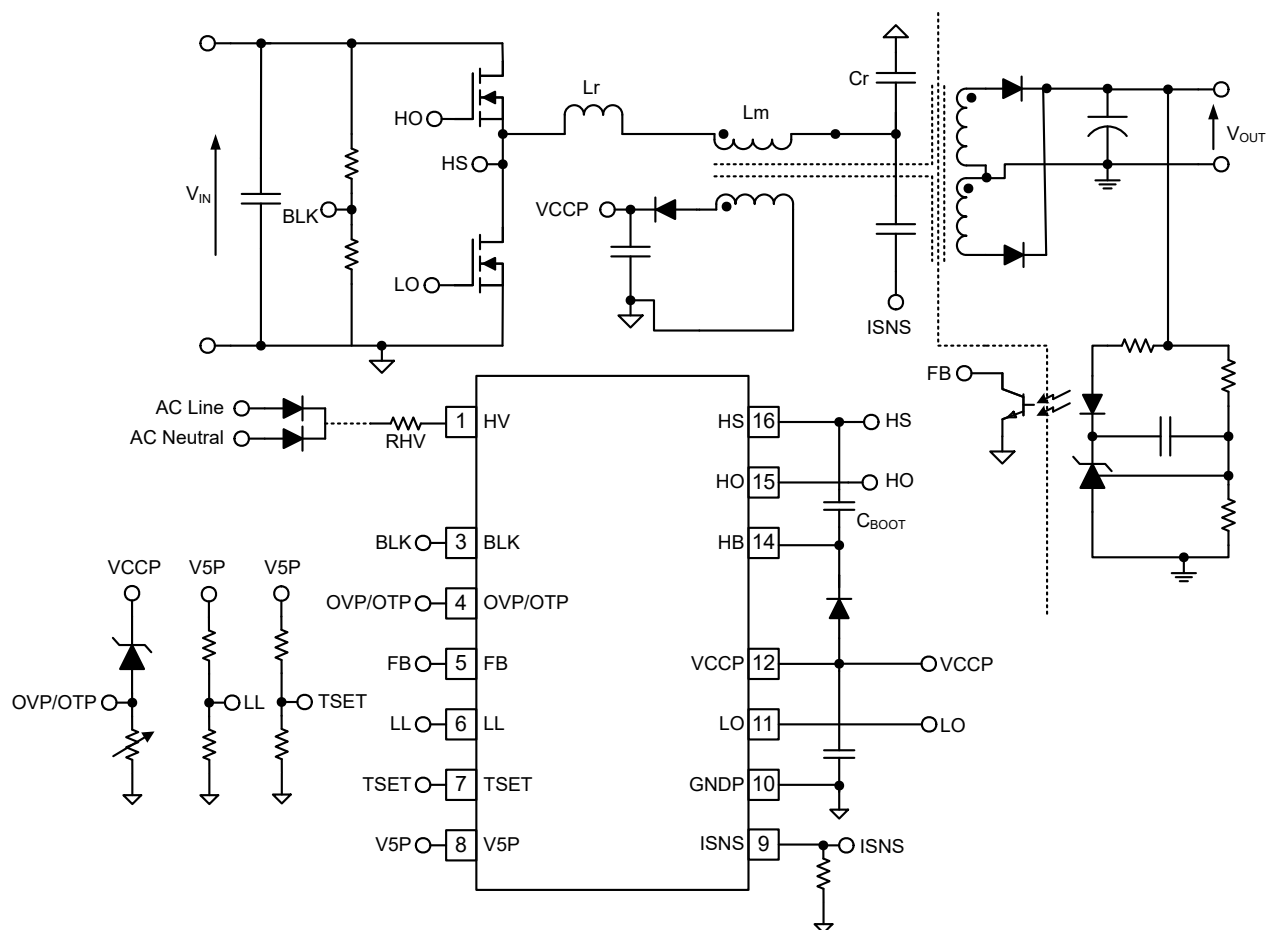 Cr
Lr
Lm
HO
HS
VIN
BLK
VCCP
LO
ISNS
VOUT
FB
AC Line
AC Neutral
RHV
1 HV
HS 16 HS
HO 15 HO
CBOOT
BLK 3 BLK
HB 14
VCCP V5P V5P
OVP/OTP 4 OVP/OTP
FB 5 FB
VCCP 12 VCCP
OVP/OTP LL TSET
LL 6 LL
LO 11 LO
TSET 7 TSET
GNDP 10
V5P 8 V5P
ISNS 9 ISNS